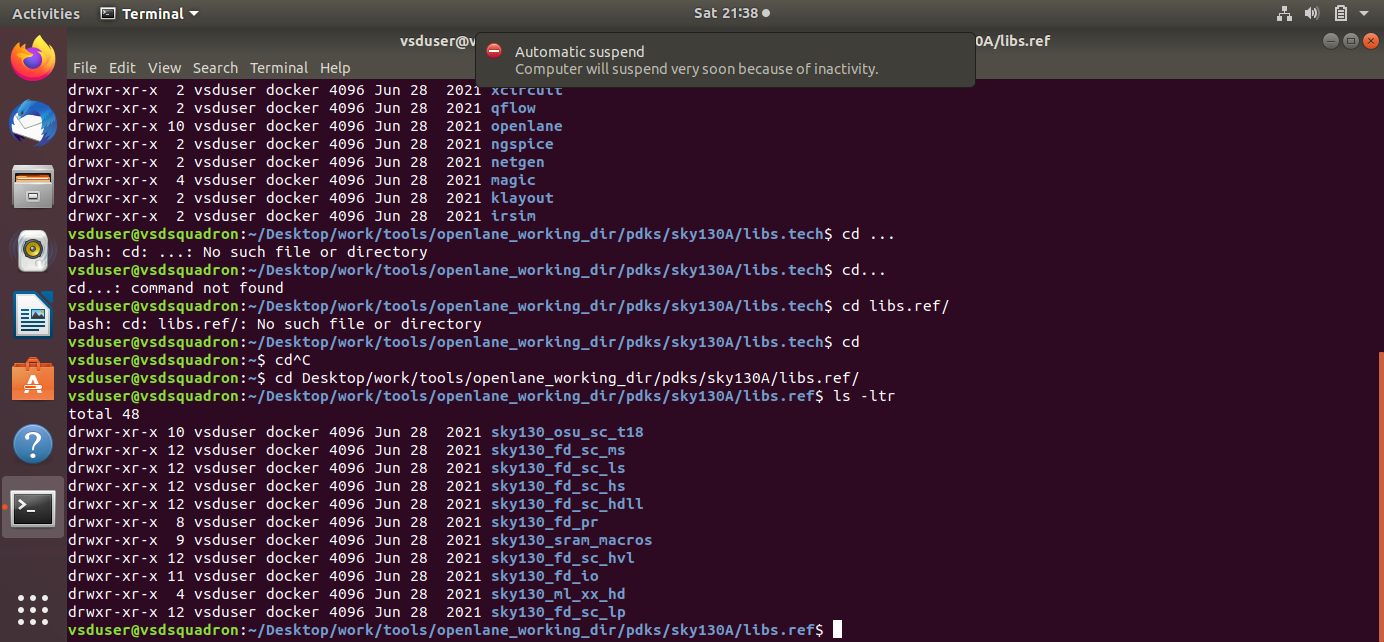 Activities Terminal Sat 21:38
vsduser@v 0A/libs.ref
Automatic suspend
Computer will suspend very soon because of inactivity.
File Edit View Search Terminal Help
drwxr-xr-x  2 vsduser docker 4096 Jun 28  2021 xcircuit
drwxr-xr-x  2 vsduser docker 4096 Jun 28  2021 qflow
drwxr-xr-x 10 vsduser docker 4096 Jun 28  2021 openlane
drwxr-xr-x  2 vsduser docker 4096 Jun 28  2021 ngspice
drwxr-xr-x  2 vsduser docker 4096 Jun 28  2021 netgen
drwxr-xr-x  4 vsduser docker 4096 Jun 28  2021 magic
drwxr-xr-x  2 vsduser docker 4096 Jun 28  2021 klayout
drwxr-xr-x  2 vsduser docker 4096 Jun 28  2021 irsim
vsduser@vsdsquadron:~/Desktop/work/tools/openlane_working_dir/pdks/sky130A/libs.tech$ cd ...
bash: cd: ...: No such file or directory
vsduser@vsdsquadron:~/Desktop/work/tools/openlane_working_dir/pdks/sky130A/libs.tech$ cd...
cd...: command not found
vsduser@vsdsquadron:~/Desktop/work/tools/openlane_working_dir/pdks/sky130A/libs.tech$ cd libs.ref/
bash: cd: libs.ref/: No such file or directory
vsduser@vsdsquadron:~/Desktop/work/tools/openlane_working_dir/pdks/sky130A/libs.tech$ cd
vsduser@vsdsquadron:~$ cd^C
vsduser@vsdsquadron:~$ cd Desktop/work/tools/openlane_working_dir/pdks/sky130A/libs.ref/
vsduser@vsdsquadron:~/Desktop/work/tools/openlane_working_dir/pdks/sky130A/libs.ref$ ls -ltr
total 48
drwxr-xr-x 10 vsduser docker 4096 Jun 28  2021 sky130_osu_sc_t18
drwxr-xr-x 12 vsduser docker 4096 Jun 28  2021 sky130_fd_sc_ms
drwxr-xr-x 12 vsduser docker 4096 Jun 28  2021 sky130_fd_sc_ls
drwxr-xr-x 12 vsduser docker 4096 Jun 28  2021 sky130_fd_sc_hs
drwxr-xr-x 12 vsduser docker 4096 Jun 28  2021 sky130_fd_sc_hdll
drwxr-xr-x  8 vsduser docker 4096 Jun 28  2021 sky130_fd_pr
drwxr-xr-x  9 vsduser docker 4096 Jun 28  2021 sky130_sram_macros
drwxr-xr-x 12 vsduser docker 4096 Jun 28  2021 sky130_fd_sc_hvl
drwxr-xr-x 11 vsduser docker 4096 Jun 28  2021 sky130_fd_io
drwxr-xr-x  4 vsduser docker 4096 Jun 28  2021 sky130_ml_xx_hd
drwxr-xr-x 12 vsduser docker 4096 Jun 28  2021 sky130_fd_sc_lp
vsduser@vsdsquadron:~/Desktop/work/tools/openlane_working_dir/pdks/sky130A/libs.ref$